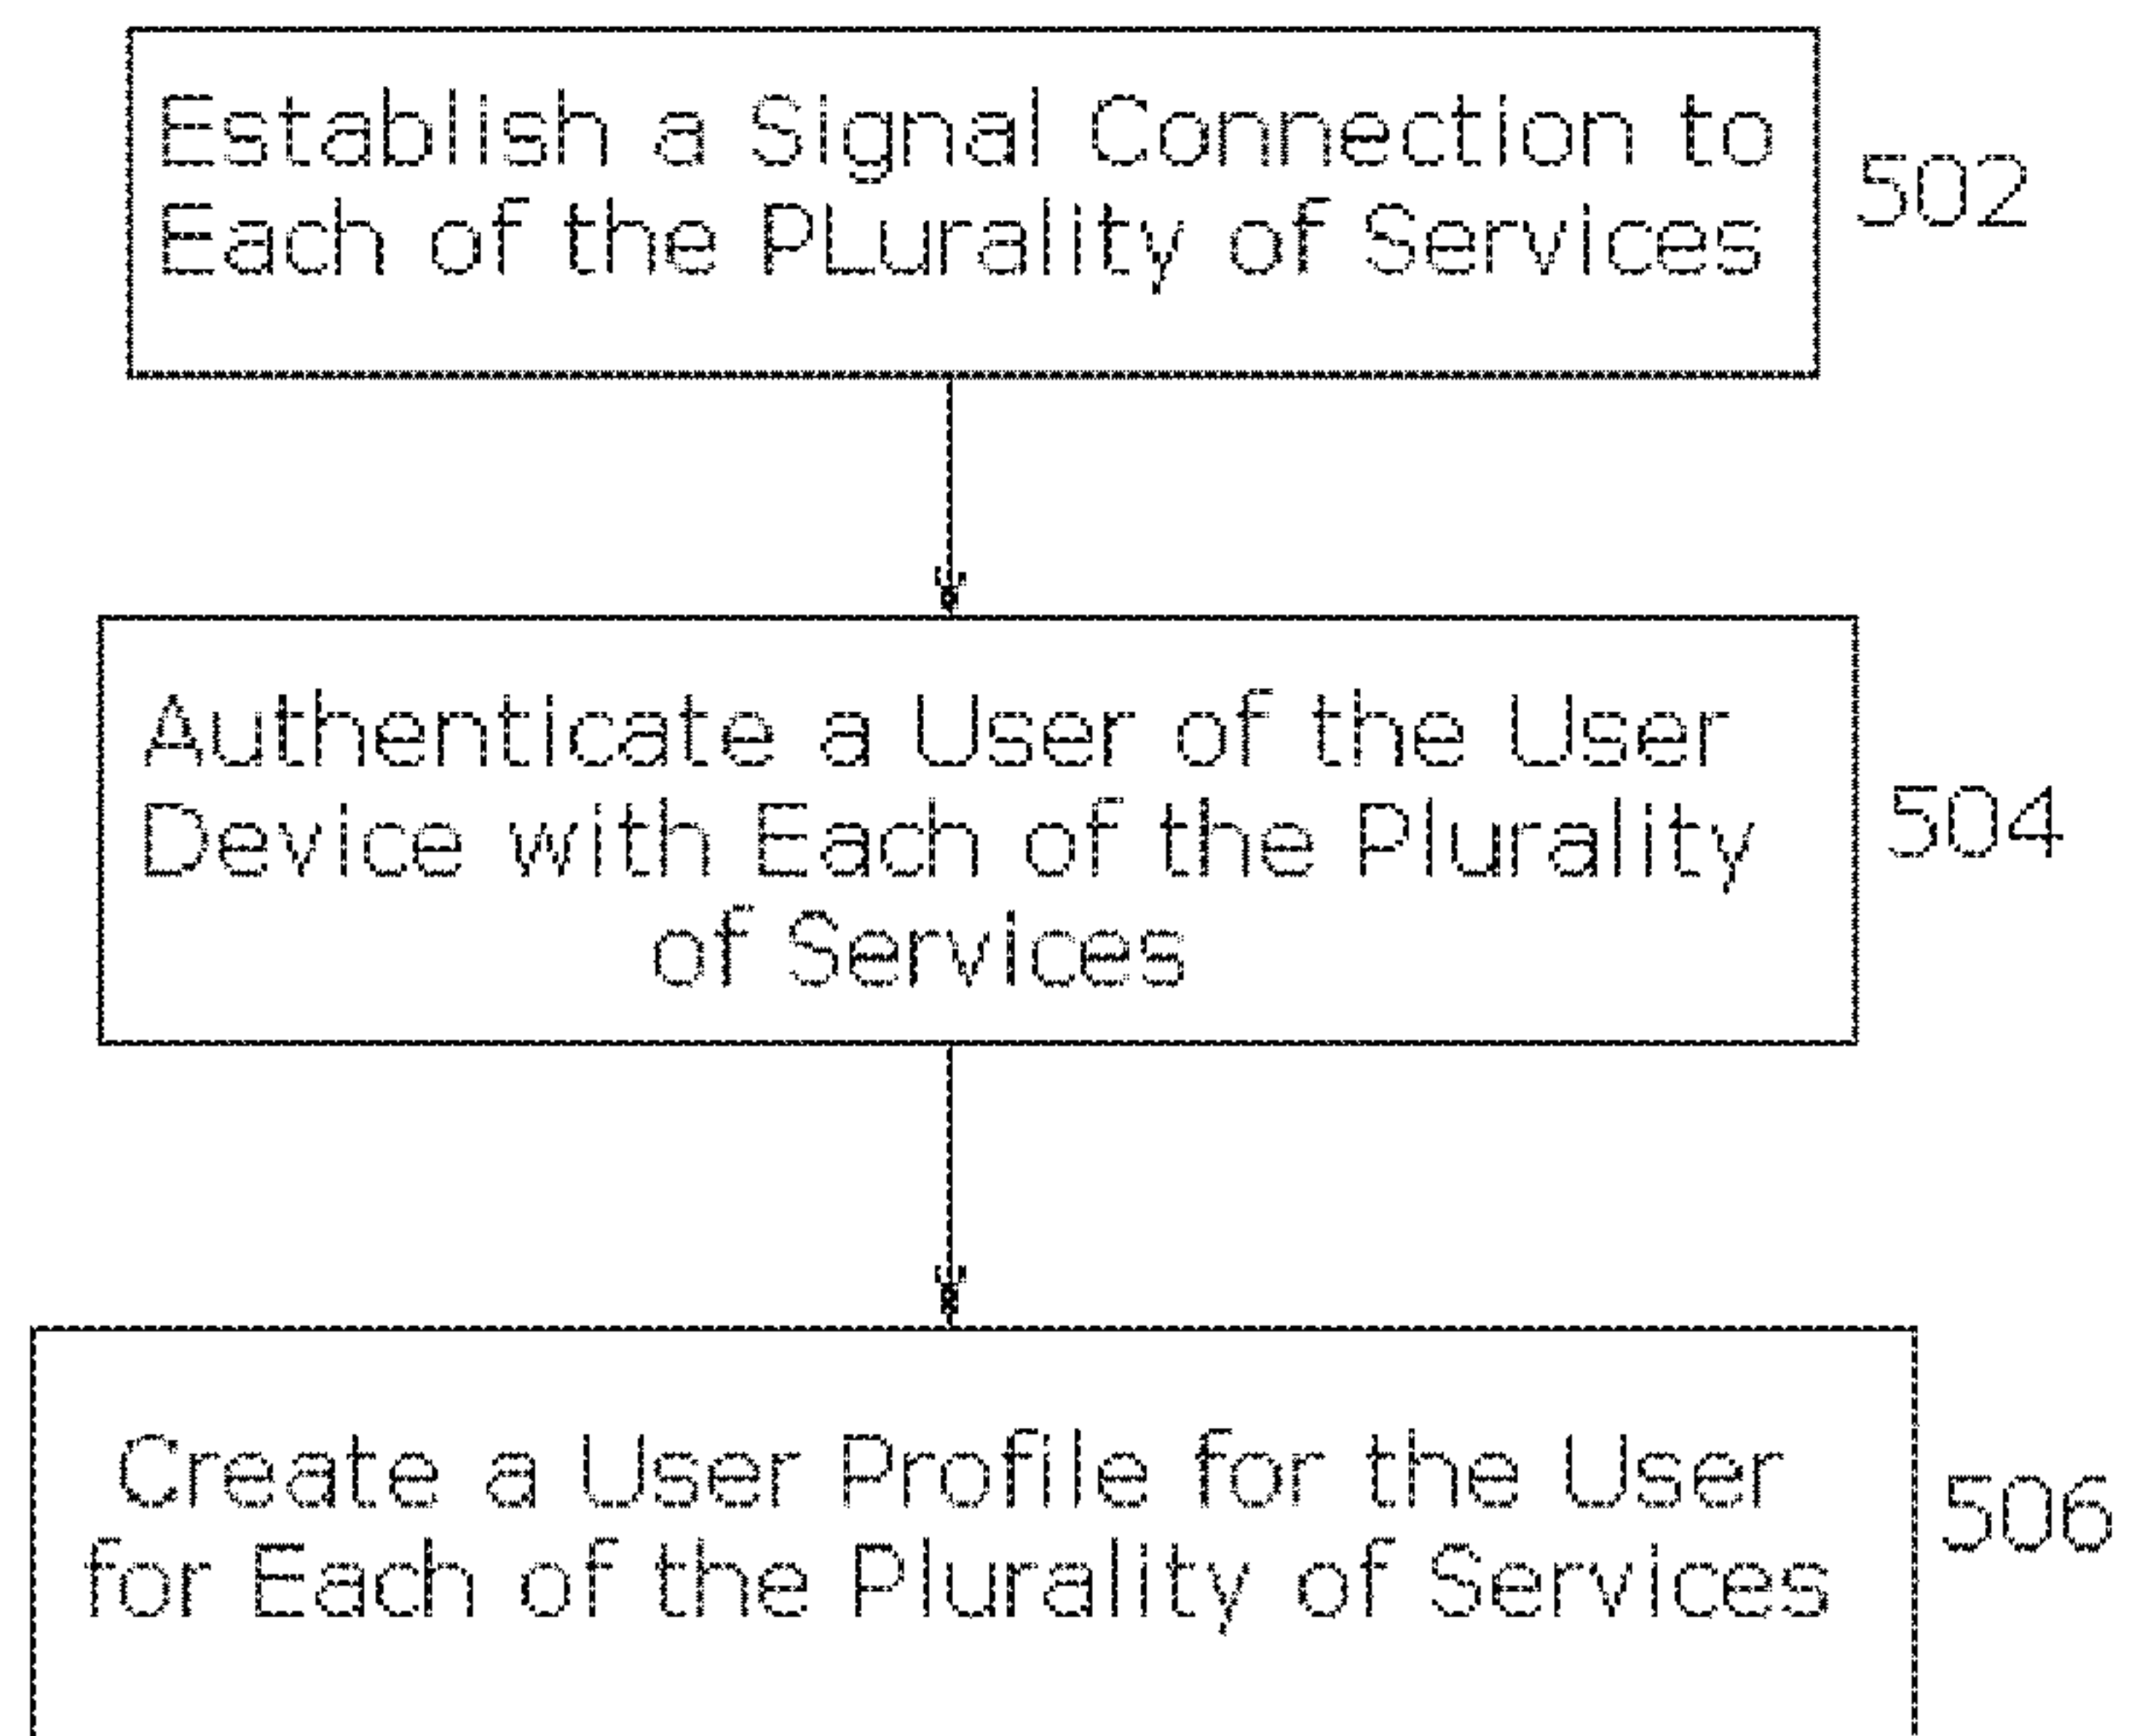 Establish a Signal Connection to
Each of the PLurality of Services
502
Authenticate a User of the User
Device with Each of the Plurality
of Services
504
Create a User Profile for the User
for Each of the Plurality of Services
506